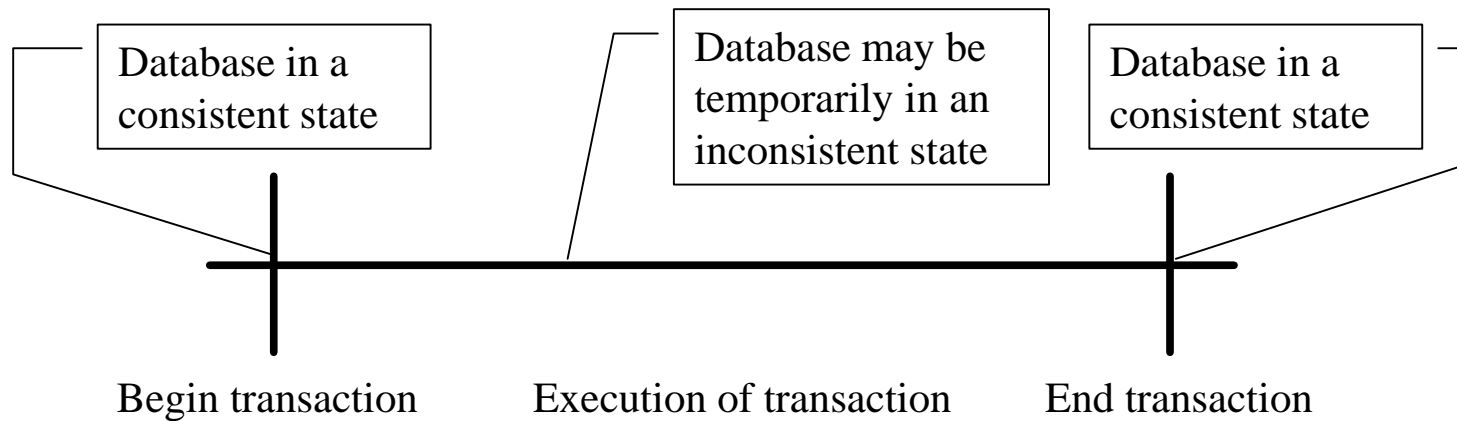 Database in a
consistent state
Database may be
temporarily in an
inconsistent state
Database in a
consistent state
Begin transaction
Execution of transaction
End transaction